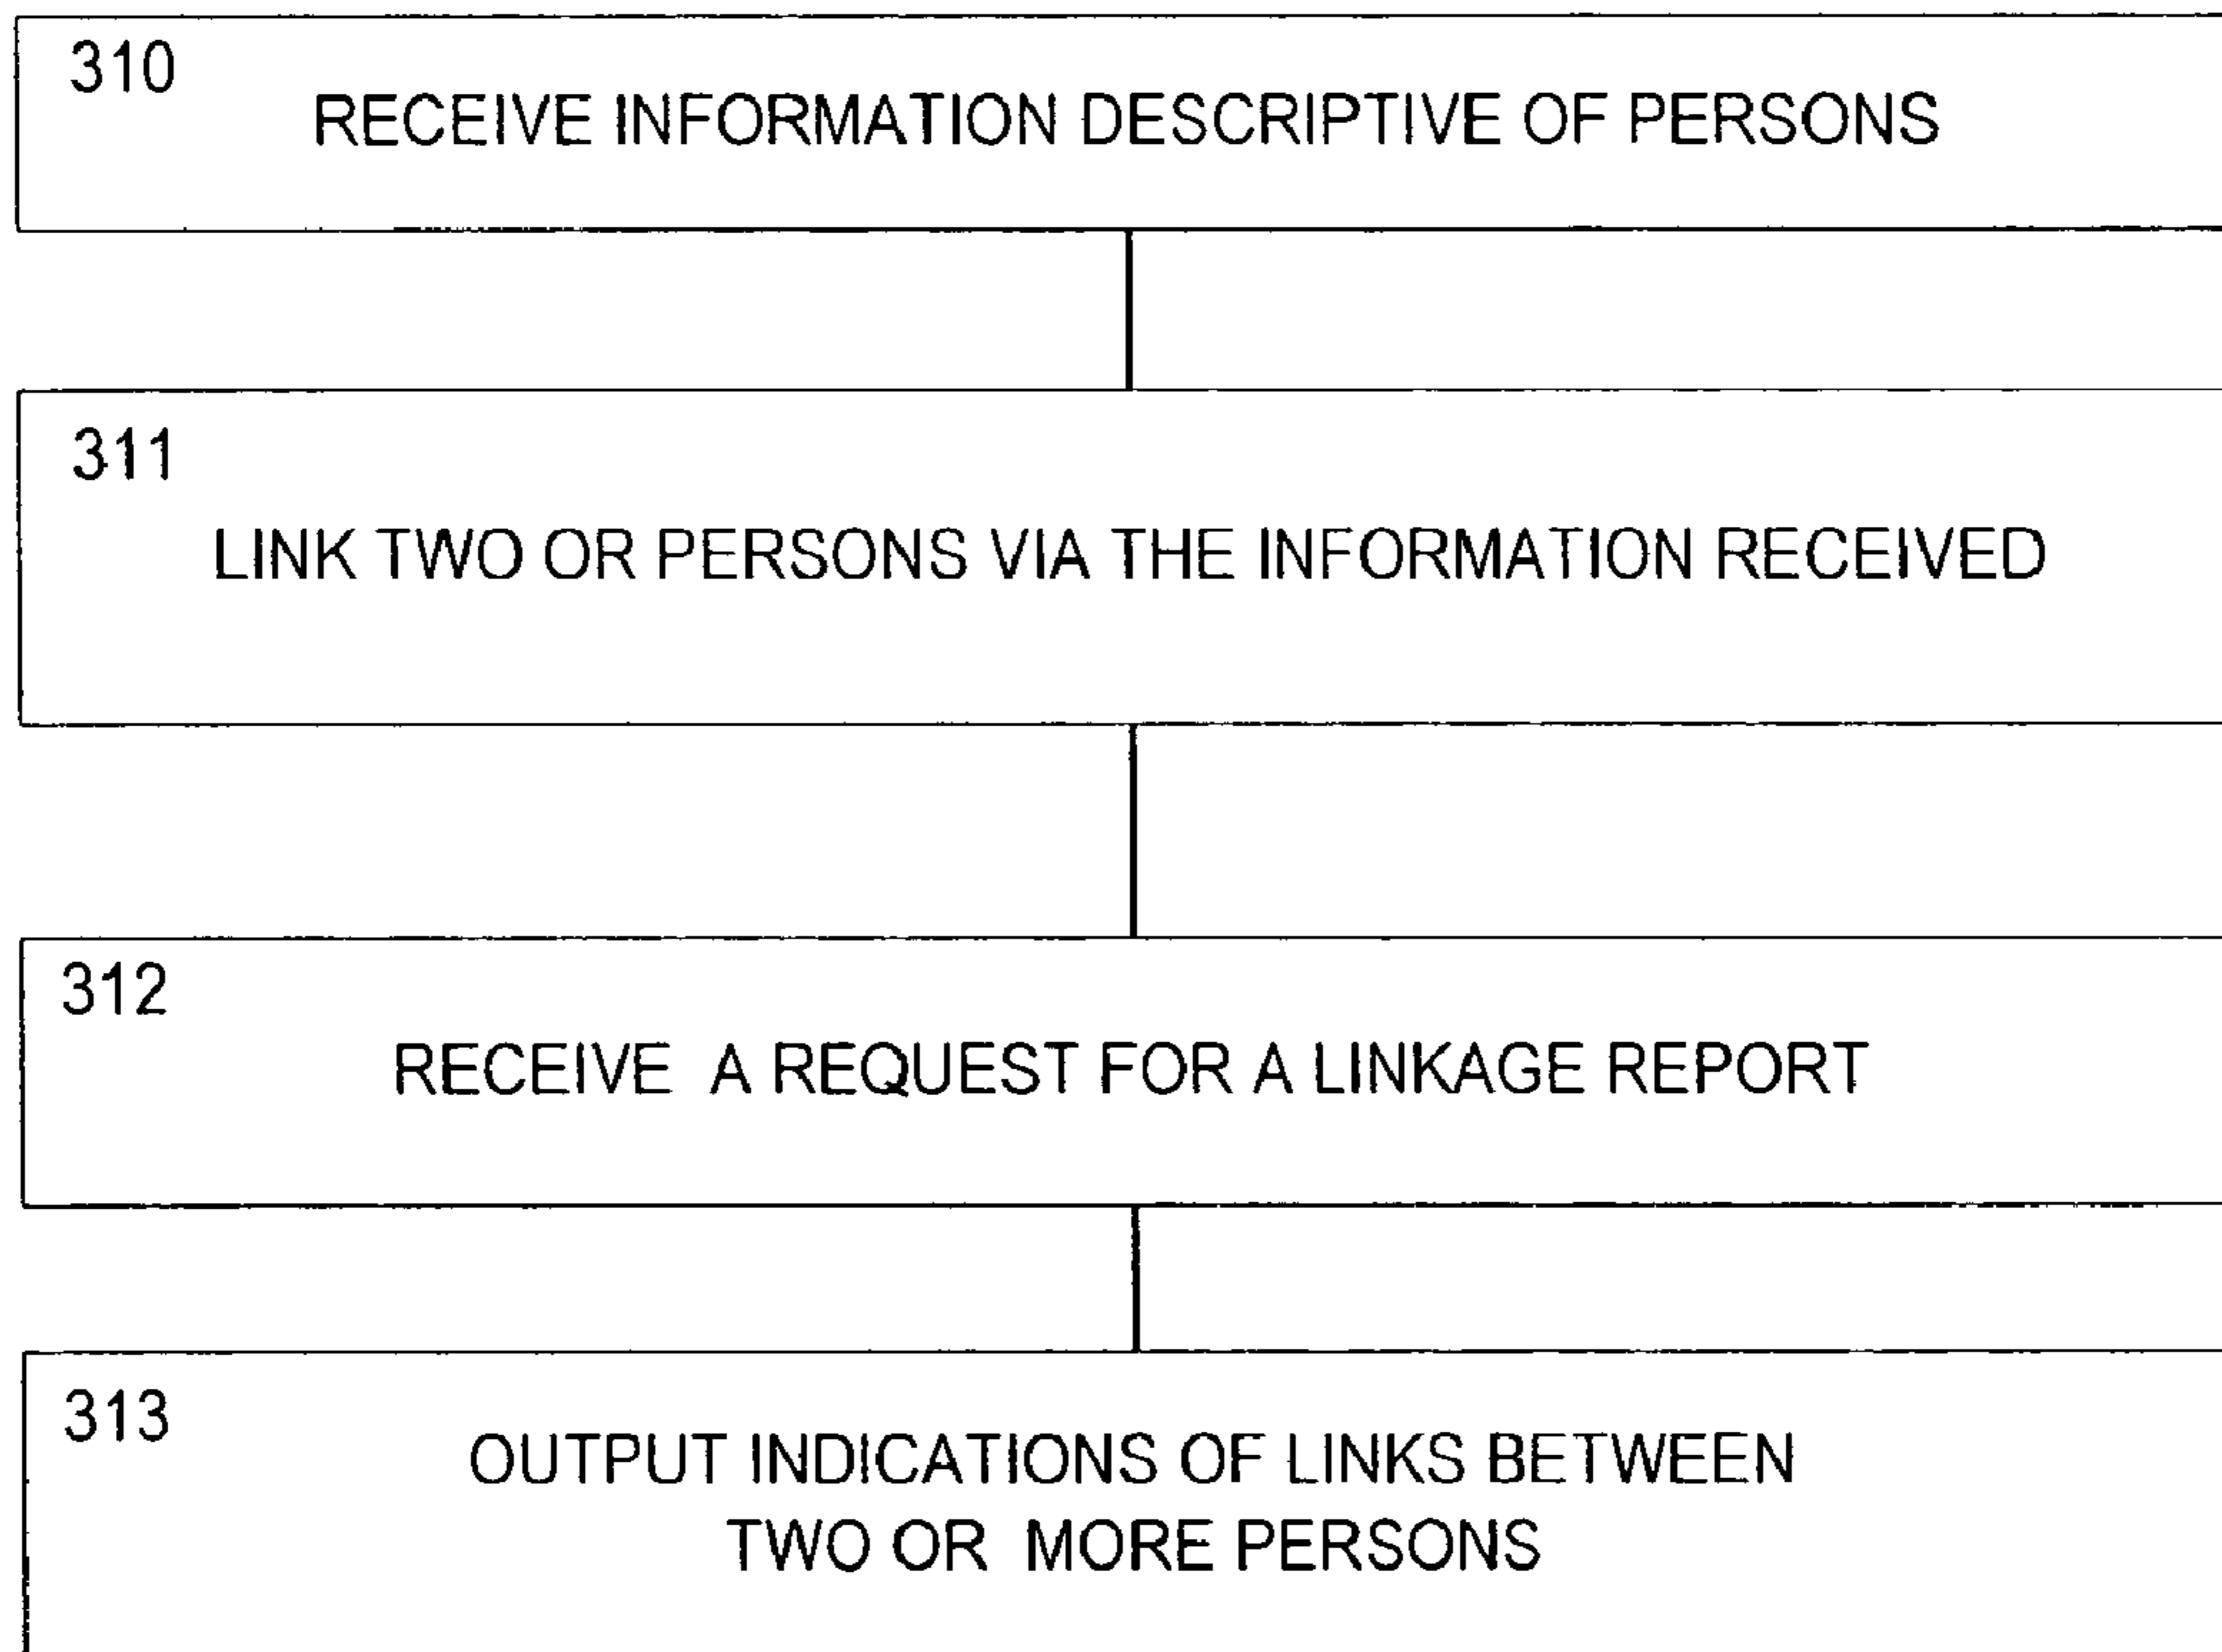 310
RECEIVE INFORMATION DESCRIPTIVE OF PERSONS
311
LINK TWO OR PERSONS VIA THE INFORMATION RECEIVED
312
RECEIVE A REQUEST FOR A LINKAGE REPORT
313
OUTPUT INDICATIONS OF LINKS BETWEEN
TWO OR MORE PERSONS